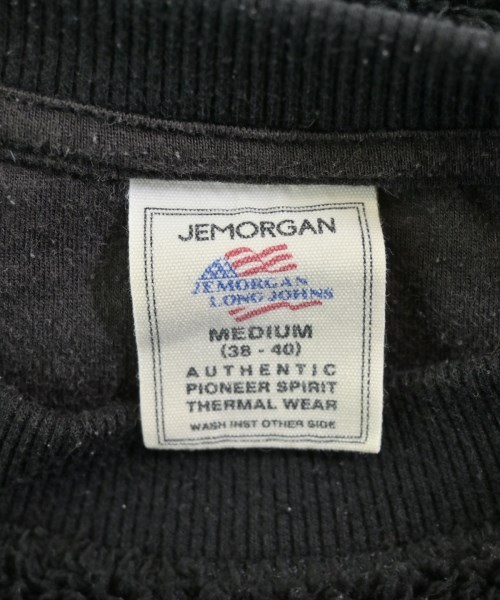 JEMORGAN
JEMORGAN
LONG JOHNS
MEDIUM
(38 - 40)
AUTHENTIC
PIONEER SPIRIT
THERMAL WEAR
WASH INST OTHER SIDE